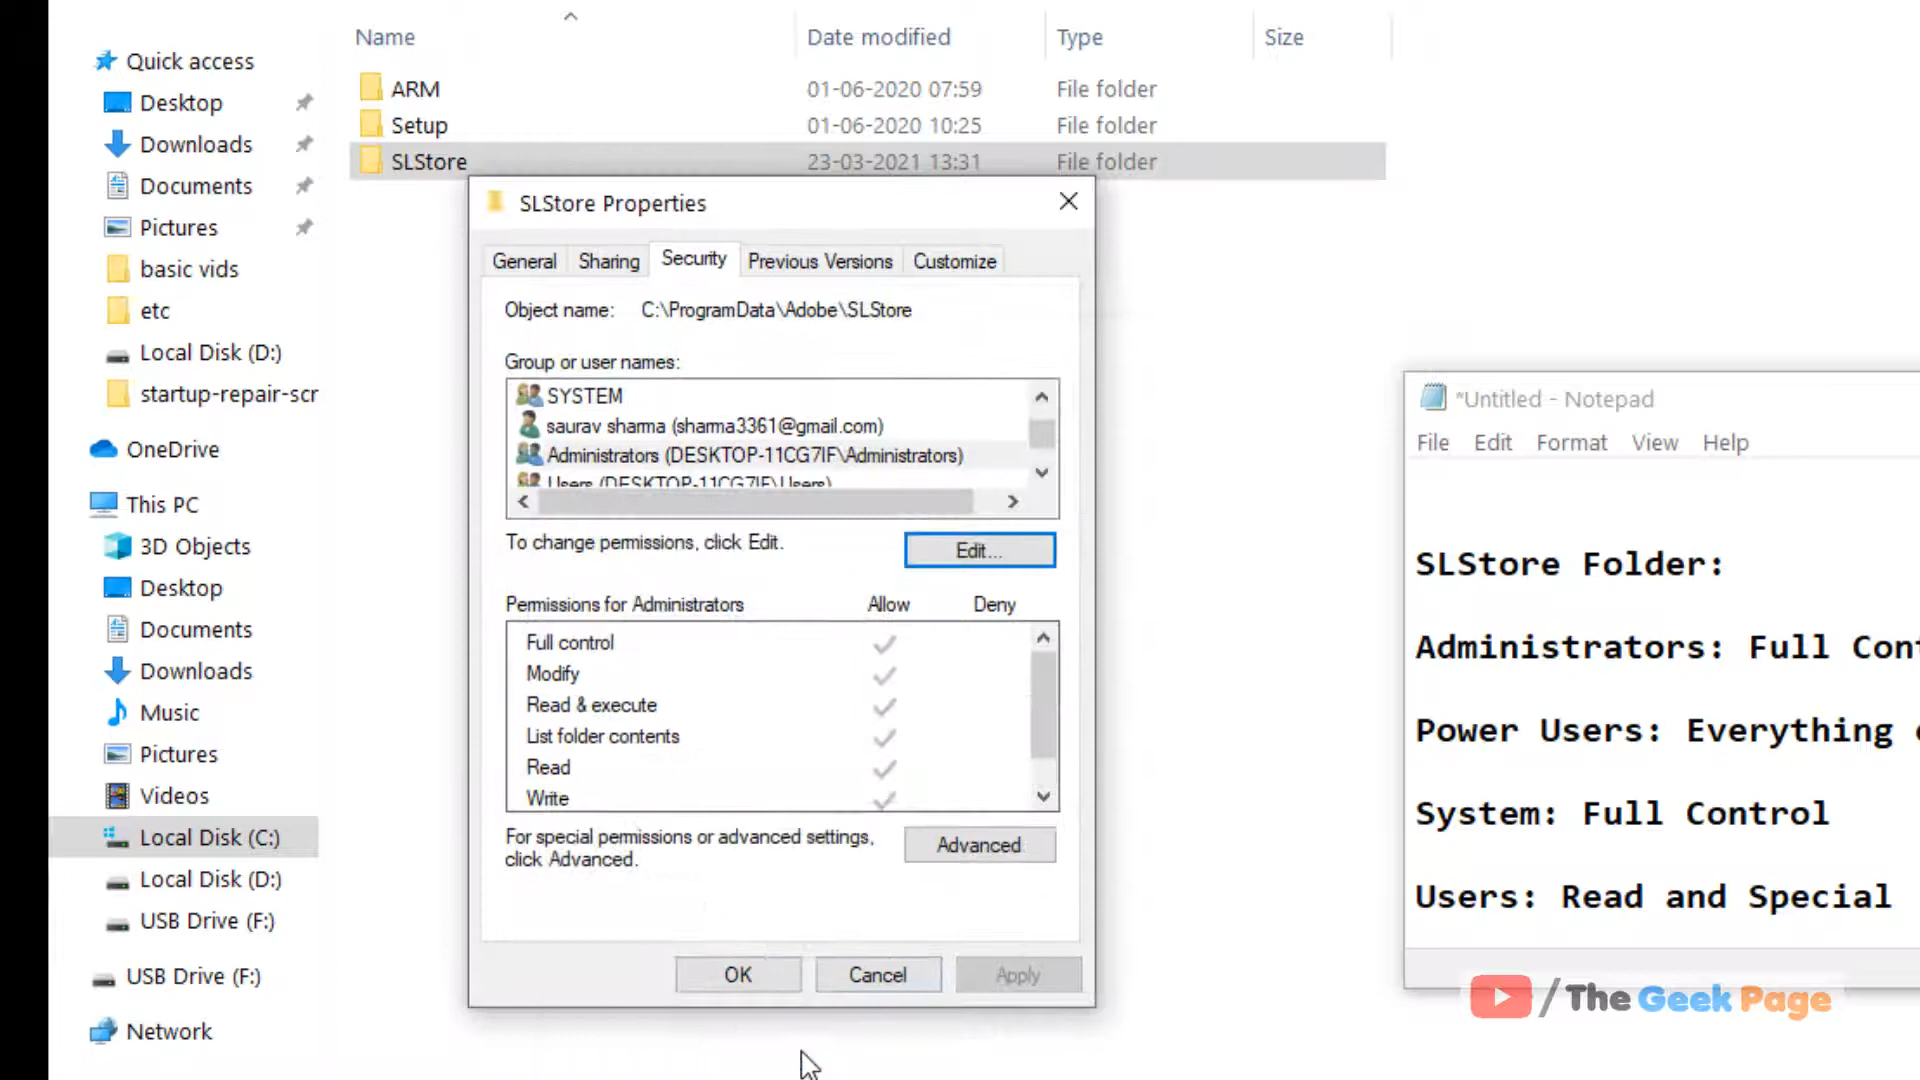 Name
Date modified
Type
Size
ARM 01-06-2020 07:59 File folder
Setup 01-06-2020 10:25 File folder
SLStore 23-03-2021 13:31 File folder
Quick access
Desktop
Downloads
Documents
Pictures
basic vids
etc
Local Disk (D:)
startup-repair-scr
OneDrive
This PC
3D Objects
Desktop
Documents
Downloads
Music
Pictures
Videos
Local Disk (C:)
Local Disk (D:)
USB Drive (F:)
USB Drive (F:)
Network
SLStore Properties
General Sharing Security Previous Versions Customize
Object name: C:\ProgramData\Adobe\SLStore
Group or user names:
SYSTEM
saurav sharma (sharma3361@gmail.com)
Administrators (DESKTOP-11CG7IF\Administrators)
Users (DESKTOP-11CG7IF\Users)
To change permissions, click Edit.
Edit...
Permissions for Administrators Allow Deny
Full control
Modify
Read & execute
List folder contents
Read
Write
For special permissions or advanced settings,
click Advanced.
Advanced
OK Cancel Apply
*Untitled - Notepad
File Edit Format View Help
SLStore Folder:
Administrators: Full Cont
Power Users: Everything
System: Full Control
Users: Read and Special
/The Geek Page